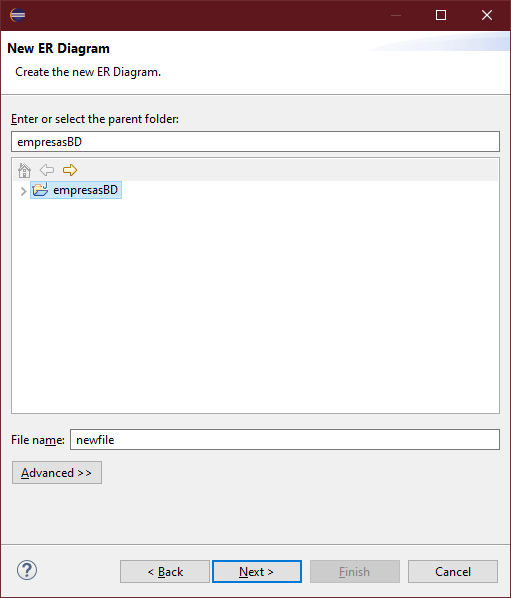 New ER Diagram
Create the new ER Diagram.
Enter or select the parent folder:
empresasBD
empresasBD
File name: newfile
Advanced >>
? < Back Next > Finish Cancel